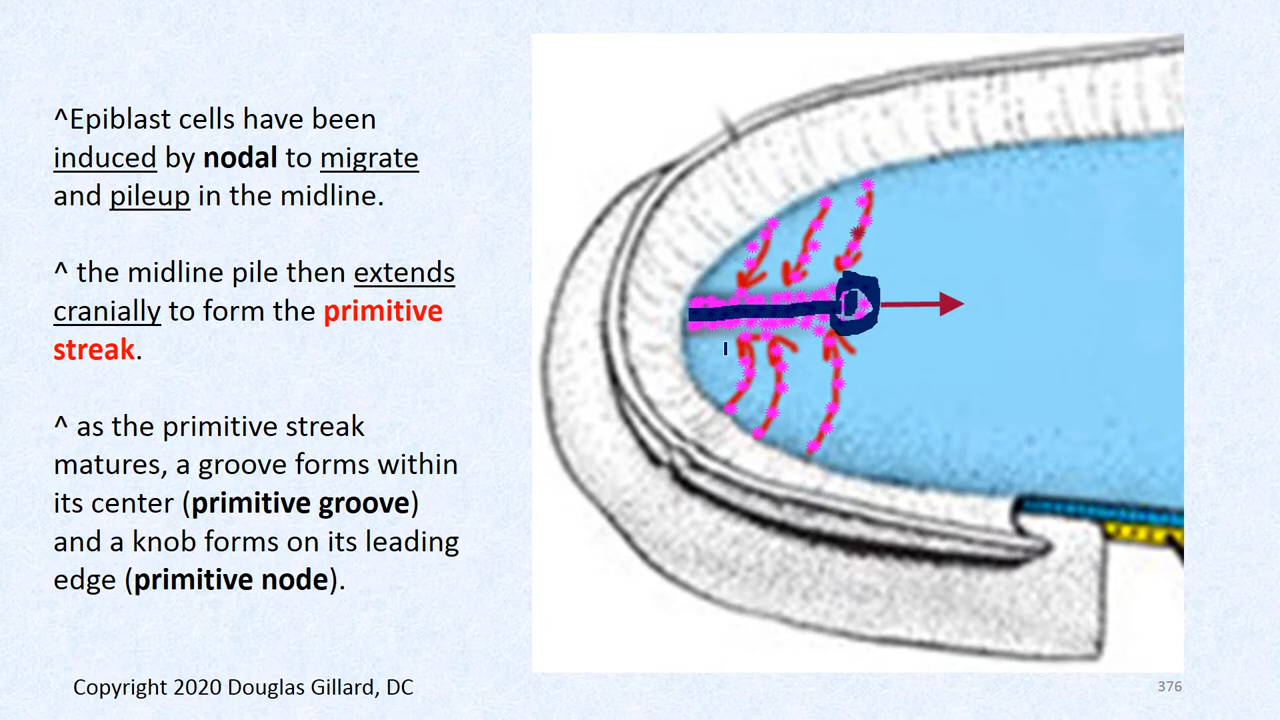 ^Epiblast cells have been
induced by nodal to migrate
and pileup in the midline.
^ the midline pile then extends
cranially to form the primitive
streak.
^ as the primitive streak
matures, a groove forms within
its center (primitive groove)
and a knob forms on its leading
edge (primitive node).
Copyright 2020 Douglas Gillard, DC
376